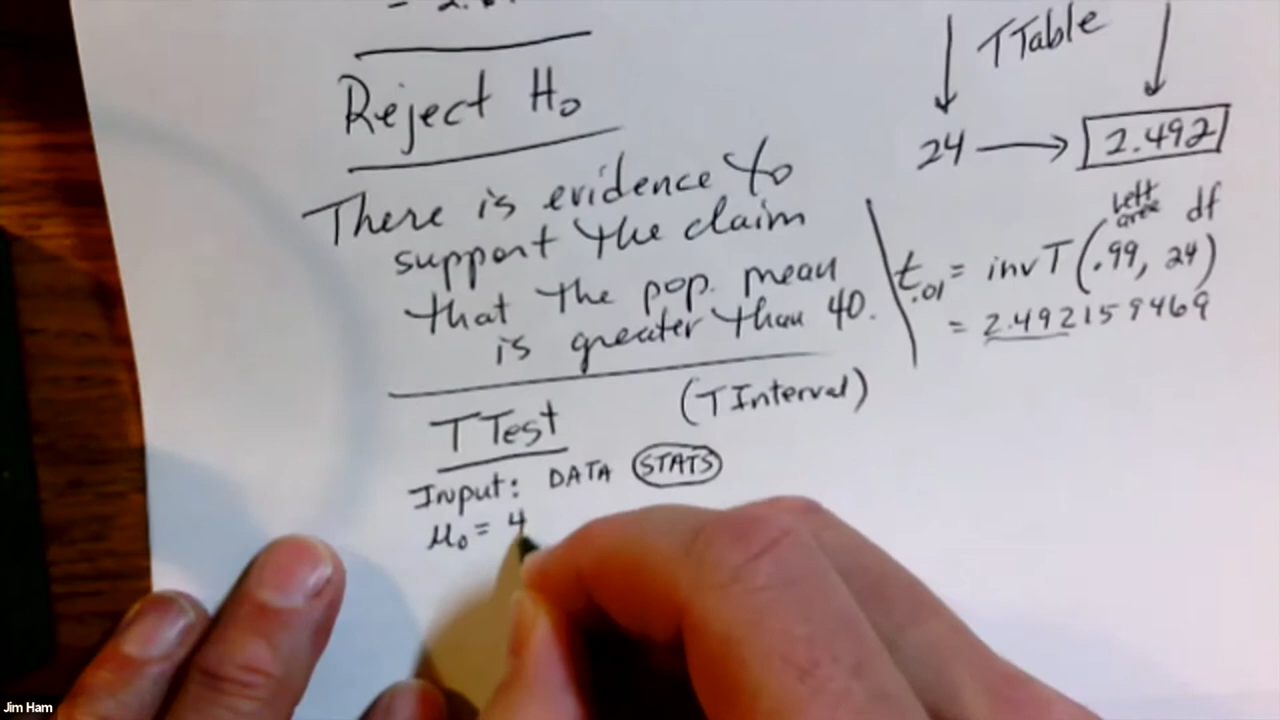 Reject H₀
There is evidence to
support the claim
that the pop. mean
is greater than 40.
TTest (TInterval)
Input: DATA STATS
μ₀ = 4
TTable
24 → 2.492
left area df
t.01 = invT(.99, 24)
= 2.492159469
Jim Ham